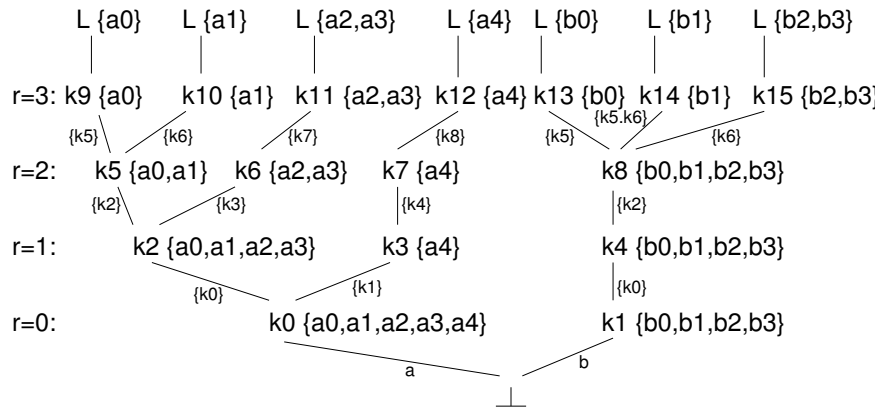 L {a0} L {a1} L {a2,a3} L {a4} L {b0} L {b1} L {b2,b3}
r=3: k9 {a0} k10 {a1} k11 {a2,a3} k12 {a4} k13 {b0} k14 {b1} k15 {b2,b3}
{k5} {k6} {k7} {k8} {k5} {k5.k6} {k6}
r=2: k5 {a0,a1} k6 {a2,a3} k7 {a4} k8 {b0,b1,b2,b3}
{k2} {k3} {k4} {k2}
r=1: k2 {a0,a1,a2,a3} k3 {a4} k4 {b0,b1,b2,b3}
{k0} {k1} {k0}
r=0: k0 {a0,a1,a2,a3,a4} k1 {b0,b1,b2,b3}
a b